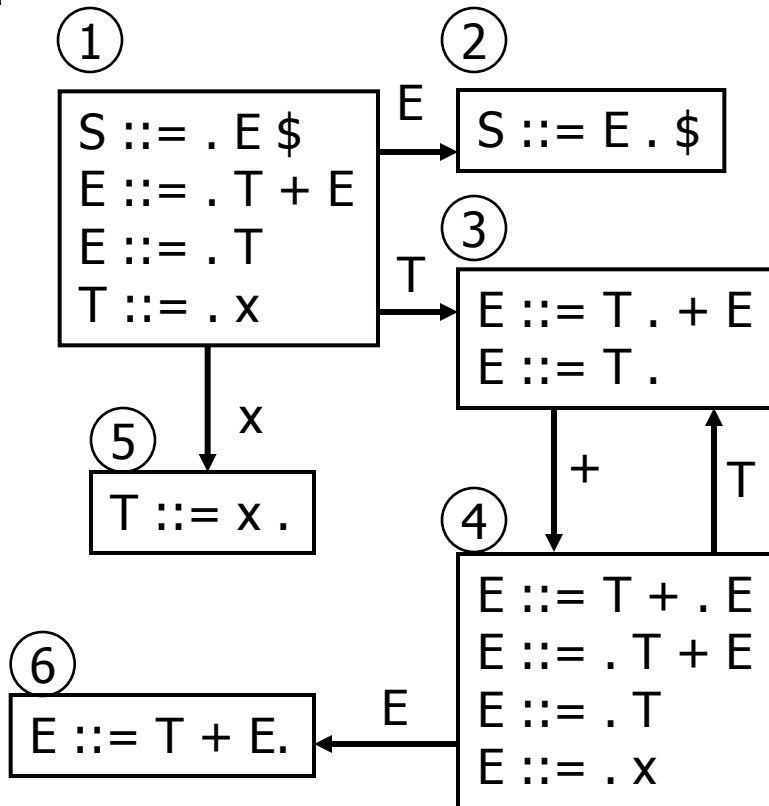 1
S ::= . E $
E ::= . T + E
E ::= . T
T ::= . x
E
2
S ::= E . $
T
3
E ::= T . + E
E ::= T .
x
5
T ::= x .
+
T
4
E ::= T + . E
E ::= . T + E
E ::= . T
E ::= . x
E
6
E ::= T + E.